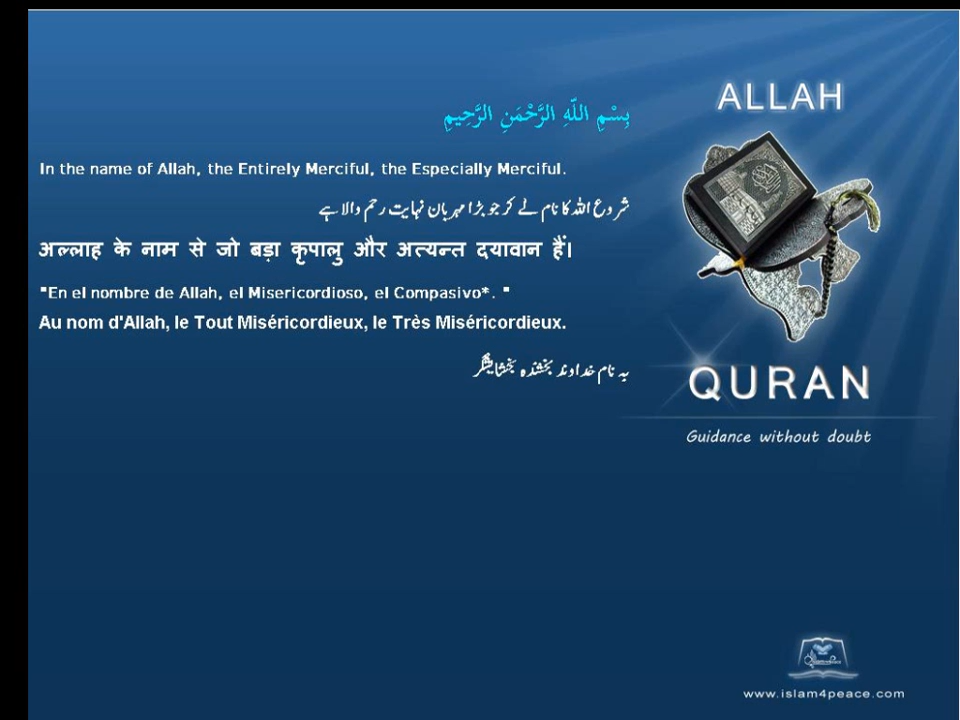 بِسْمِ اللّهِ الرَّحْمَنِ الرَّحِيمِ
In the name of Allah, the Entirely Merciful, the Especially Merciful.
شروع اللہ کا نام لے کر جو بڑا مہربان نہایت رحم والا ہے
अल्लाह के नाम से जो बड़ा कृपालु और अत्यन्त दयावान हैं।
"En el nombre de Allah, el Misericordioso, el Compasivo*. "
Au nom d'Allah, le Tout Miséricordieux, le Très Miséricordieux.
به نام خداوند بخشنده بخشایشگر
ALLAH
QURAN
Guidance without doubt
www.islam4peace.com